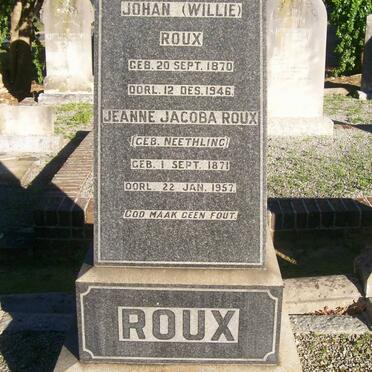 JOHAN (WILLIE)
ROUX
GEB. 20 SEPT. 1870
OORL. 12 DES. 1946.
JEANNE JACOBA ROUX
(GEB. NEETHLING)
GEB. 1 SEPT. 1871
OORL. 22 JAN. 1957.
GOD MAAK GEEN FOUT.
ROUX